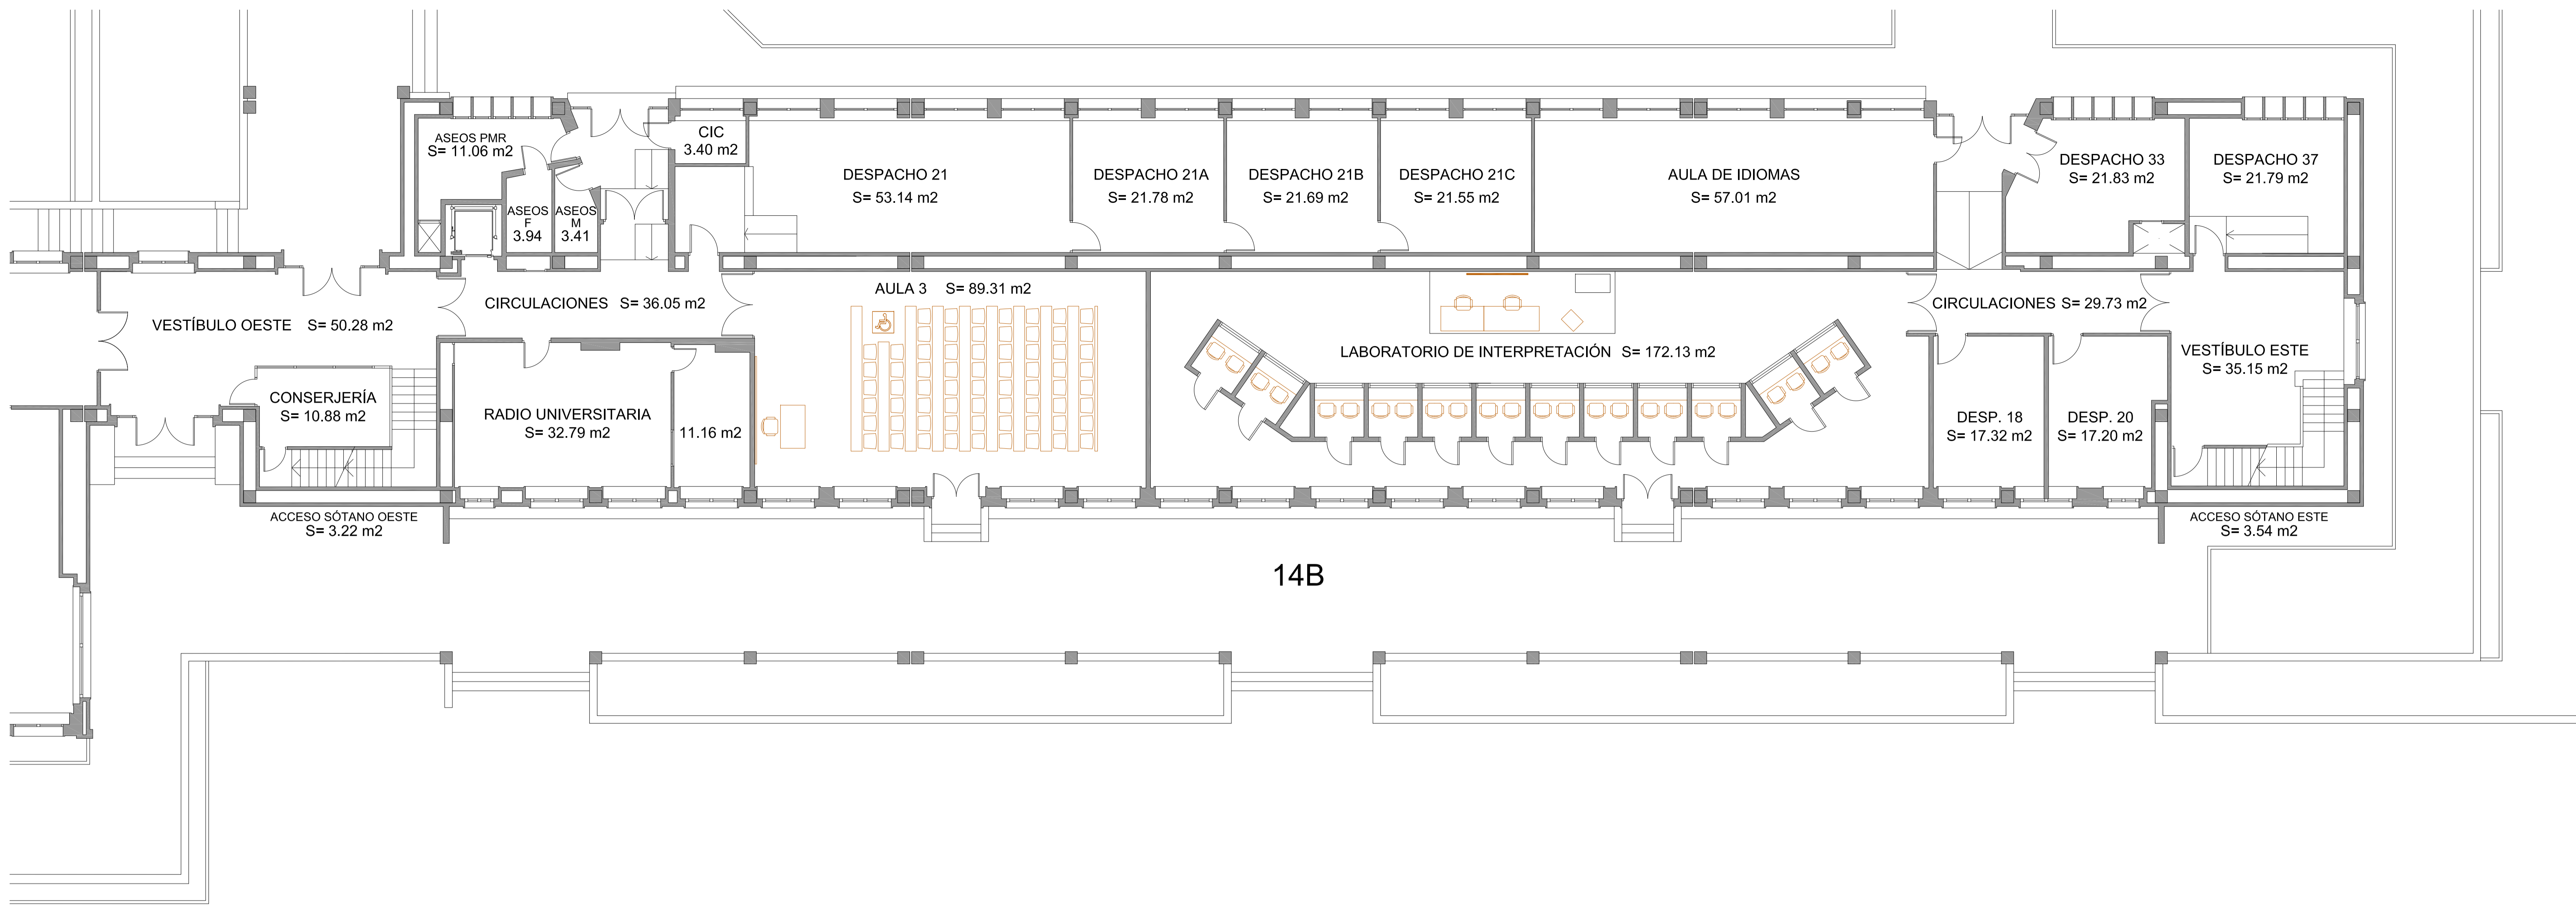 ASEOS PMR
S= 11.06 m2
CIC
3.40 m2
DESPACHO 21
S= 53.14 m2
DESPACHO 21A
S= 21.78 m2
DESPACHO 21B
S= 21.69 m2
DESPACHO 21C
S= 21.55 m2
AULA DE IDIOMAS
S= 57.01 m2
DESPACHO 33
S= 21.83 m2
DESPACHO 37
S= 21.79 m2
ASEOS
F
3.94
ASEOS
M
3.41
VESTÍBULO OESTE S= 50.28 m2
CIRCULACIONES S= 36.05 m2
AULA 3 S= 89.31 m2
LABORATORIO DE INTERPRETACIÓN S= 172.13 m2
CIRCULACIONES S= 29.73 m2
VESTÍBULO ESTE
S= 35.15 m2
CONSERJERÍA
S= 10.88 m2
RADIO UNIVERSITARIA
S= 32.79 m2
11.16 m2
DESP. 18
S= 17.32 m2
DESP. 20
S= 17.20 m2
ACCESO SÓTANO OESTE
S= 3.22 m2
ACCESO SÓTANO ESTE
S= 3.54 m2
14B